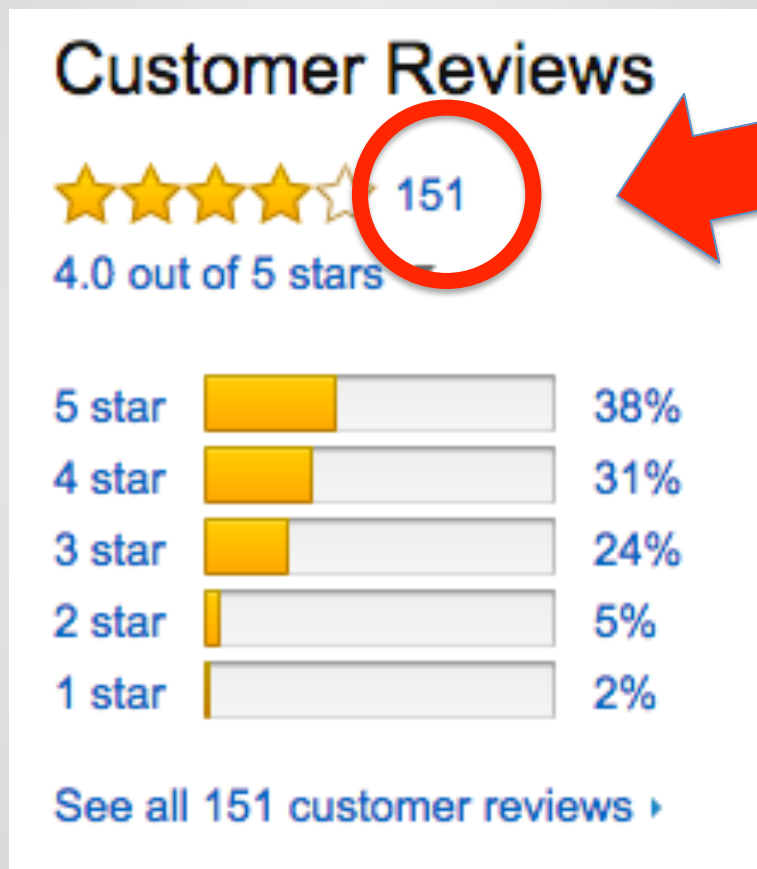 Customer Reviews
151
4.0 out of 5 stars
5 star 38%
4 star 31%
3 star 24%
2 star 5%
1 star 2%
See all 151 customer reviews